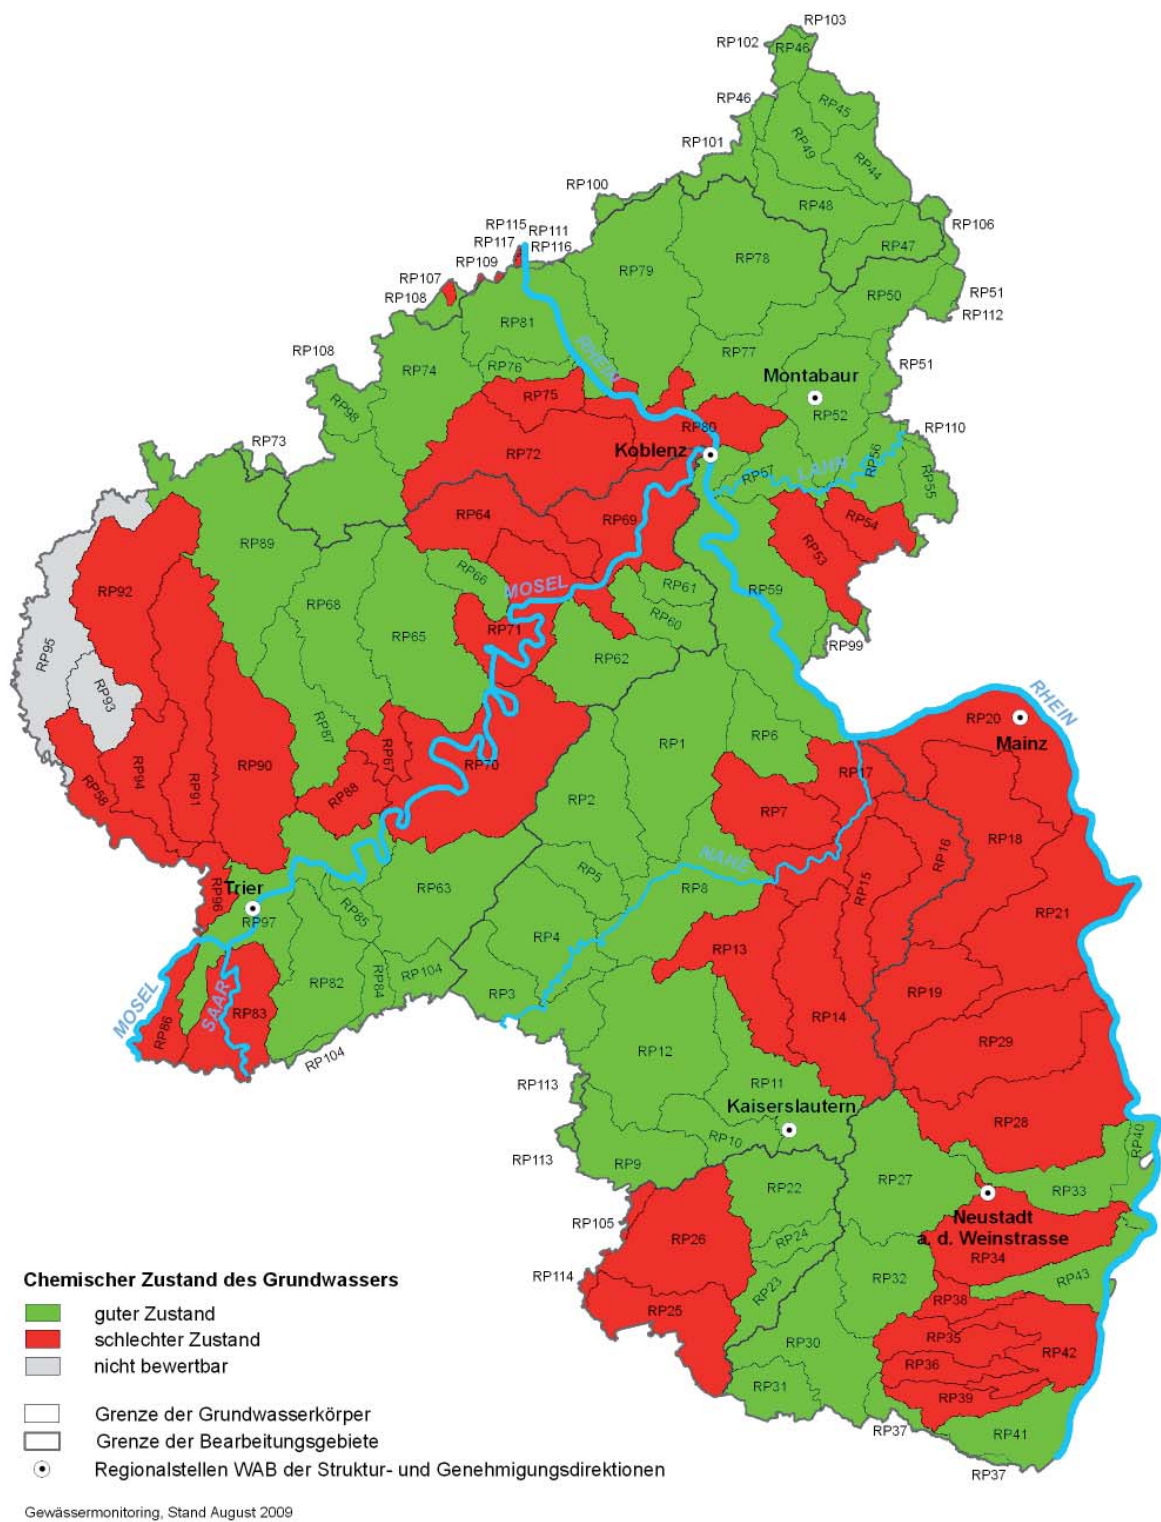 RP103
RP102
RP46
RP46
RP45
RP101
RP49
RP44
RP100
RP48
RP106
RP115
RP111
RP117
RP116
RP47
RP109
RP79
RP78
RP107
RP108
RP50
RP51
RP112
RP81
RHEIN
RP77
RP51
RP76
RP74
Montabaur
RP108
RP75
RP98
RP52
RP80
RP110
RP73
Koblenz
RP72
RP56
RP57
LAHN
RP55
RP64
RP69
RP54
RP89
RP53
RP66
MOSEL
RP61
RP92
RP59
RP68
RP60
RP71
RP65
RP99
RP95
RP62
RP93
RHEIN
RP20
RP87
RP1
RP6
Mainz
RP67
RP90
RP70
RP94
RP17
RP58
RP91
RP88
RP2
RP7
RP18
RP16
NAHE
RP5
RP15
RP63
RP8
Trier
RP96
RP85
RP97
RP21
RP4
RP13
RP104
RP82
RP84
RP3
RP19
MOSEL
SAAR
RP83
RP14
RP86
RP29
RP12
RP104
RP11
RP113
Kaiserslautern
RP28
RP40
RP10
RP113
RP9
RP27
RP22
RP33
RP105
Neustadt
a. d. Weinstrasse
RP26
RP24
RP34
RP114
RP23
RP32
RP43
RP38
RP25
RP30
RP35
RP42
RP36
RP31
RP39
RP37
RP41
RP37
Chemischer Zustand des Grundwassers
guter Zustand
schlechter Zustand
nicht bewertbar
Grenze der Grundwasserkörper
Grenze der Bearbeitungsgebiete
Regionalstellen WAB der Struktur- und Genehmigungsdirektionen
Gewässermonitoring, Stand August 2009